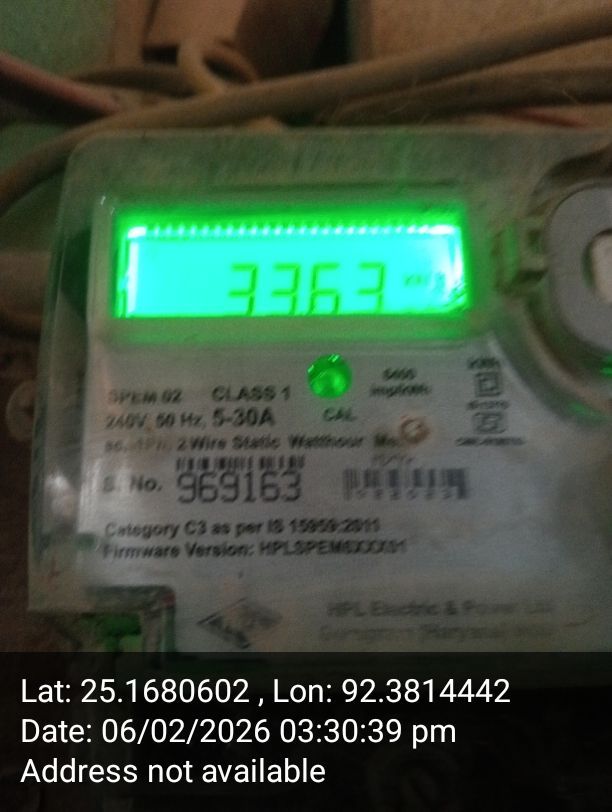 3363
SPEM 02 CLASS 1
240V, 50 Hz, 5-30A CAL
2 Wire Static Watthour
S. No. 969163
Category C3 as per IS 15959:2011
Firmware Version:
HPL Electric & Power
Lat: 25.1680602 , Lon: 92.3814442
Date: 06/02/2026 03:30:39 pm
Address not available